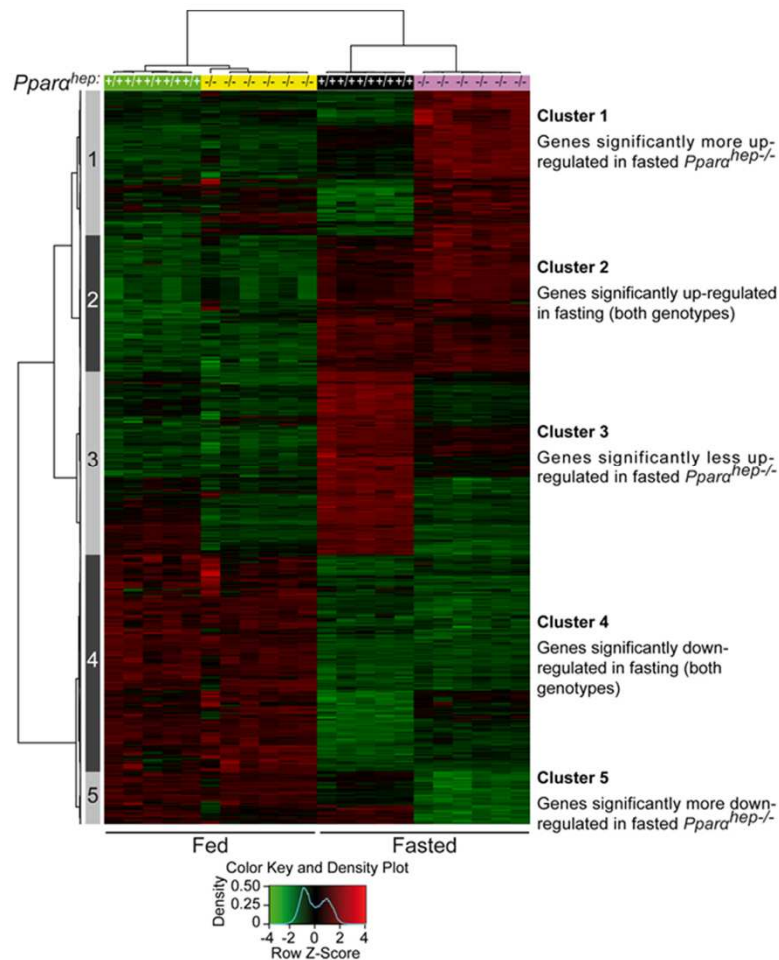 Pparα^hep: +/+ +/+ +/+ +/+ +/+ -/- -/- -/- -/- -/- -/- +/+ +/+ +/+ +/+ +/+ -/- -/- -/- -/- -/- -/-
1
2
3
4
5
Cluster 1
Genes significantly more up-
regulated in fasted Pparα^hep-/-
Cluster 2
Genes significantly up-regulated
in fasting (both genotypes)
Cluster 3
Genes significantly less up-
regulated in fasted Pparα^hep-/-
Cluster 4
Genes significantly down-
regulated in fasting (both
genotypes)
Cluster 5
Genes significantly more down-
regulated in fasted Pparα^hep-/-
Fed Fasted
Color Key and Density Plot
Density
0.50
0.25
0
-4 -2 0 2 4
Row Z-Score